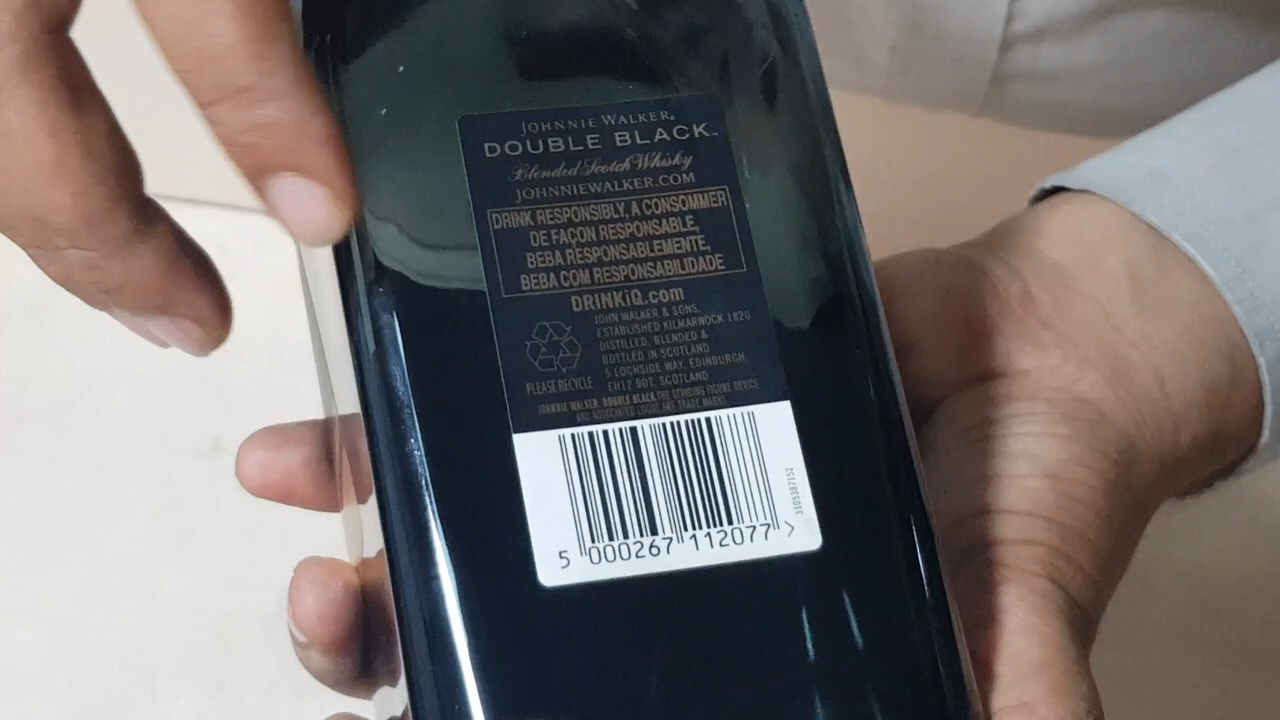 JOHNNIE WALKER®
DOUBLE BLACK™
Blended Scotch Whisky
JOHNNIEWALKER.COM
DRINK RESPONSIBLY, A CONSOMMER
DE FAÇON RESPONSABLE,
BEBA RESPONSABLEMENTE,
BEBA COM RESPONSABILIDADE
DRINKiQ.com
JOHN WALKER & SONS,
ESTABLISHED KILMARNOCK 1820
DISTILLED, BLENDED &
BOTTLED IN SCOTLAND
5 LOCHSIDE WAY, EDINBURGH,
EH12 9DT, SCOTLAND
PLEASE RECYCLE
JOHNNIE WALKER, DOUBLE BLACK THE STRIDING FIGURE DEVICE
AND ASSOCIATED LOGOS ARE TRADE MARKS
3105387152
5 000267 112077 >